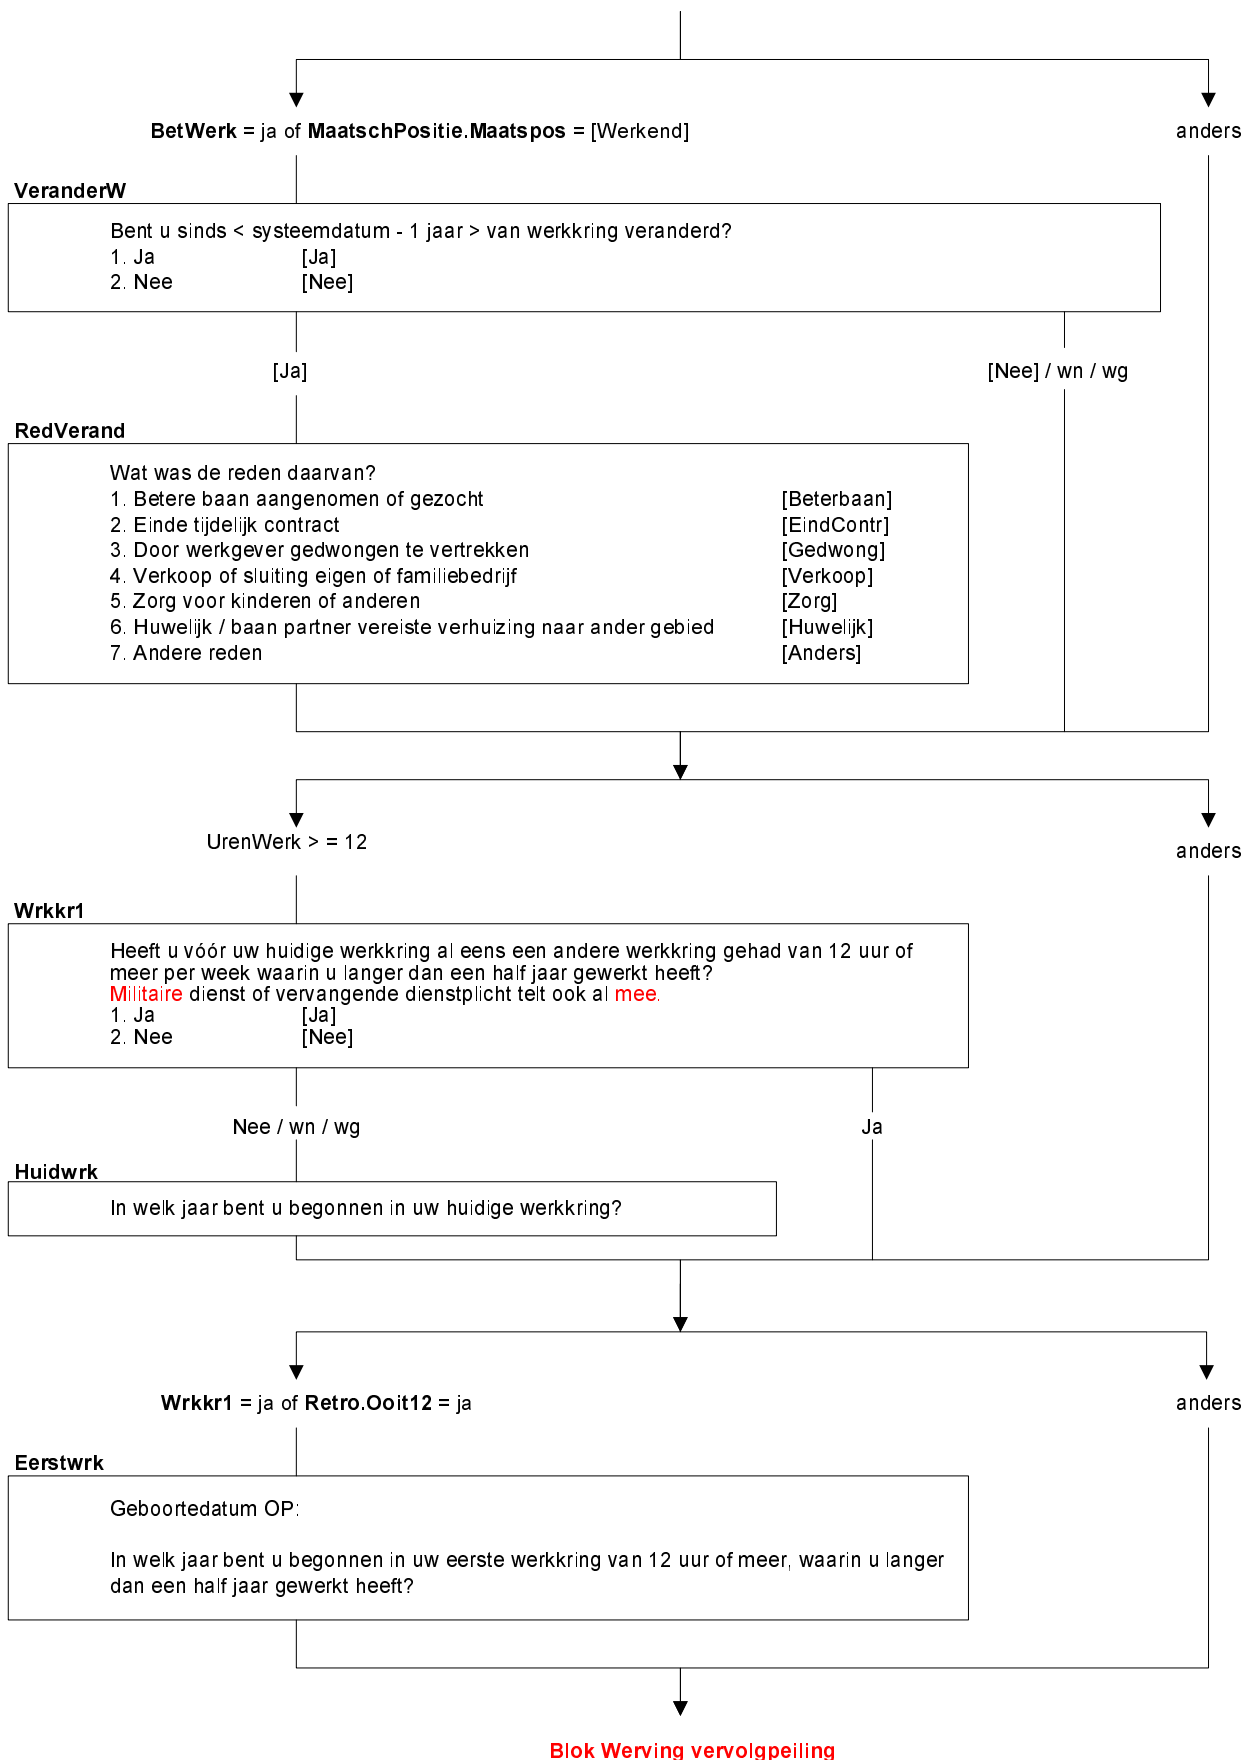 BetWerk = ja of MaatschPositie.Maatspos = [Werkend]
anders
VeranderW
Bent u sinds < systeemdatum - 1 jaar > van werkkring veranderd?
1. Ja [Ja]
2. Nee [Nee]
[Ja]
[Nee] / wn / wg
RedVerand
Wat was de reden daarvan?
1. Betere baan aangenomen of gezocht [Beterbaan]
2. Einde tijdelijk contract [EindContr]
3. Door werkgever gedwongen te vertrekken [Gedwong]
4. Verkoop of sluiting eigen of familiebedrijf [Verkoop]
5. Zorg voor kinderen of anderen [Zorg]
6. Huwelijk / baan partner vereiste verhuizing naar ander gebied [Huwelijk]
7. Andere reden [Anders]
UrenWerk > = 12
anders
Wrkkr1
Heeft u vóór uw huidige werkkring al eens een andere werkkring gehad van 12 uur of
meer per week waarin u langer dan een half jaar gewerkt heeft?
Militaire dienst of vervangende dienstplicht telt ook al mee.
1. Ja [Ja]
2. Nee [Nee]
Nee / wn / wg
Ja
Huidwrk
In welk jaar bent u begonnen in uw huidige werkkring?
Wrkkr1 = ja of Retro.Ooit12 = ja
anders
Eerstwrk
Geboortedatum OP:
In welk jaar bent u begonnen in uw eerste werkkring van 12 uur of meer, waarin u langer
dan een half jaar gewerkt heeft?
Blok Werving vervolgpeiling